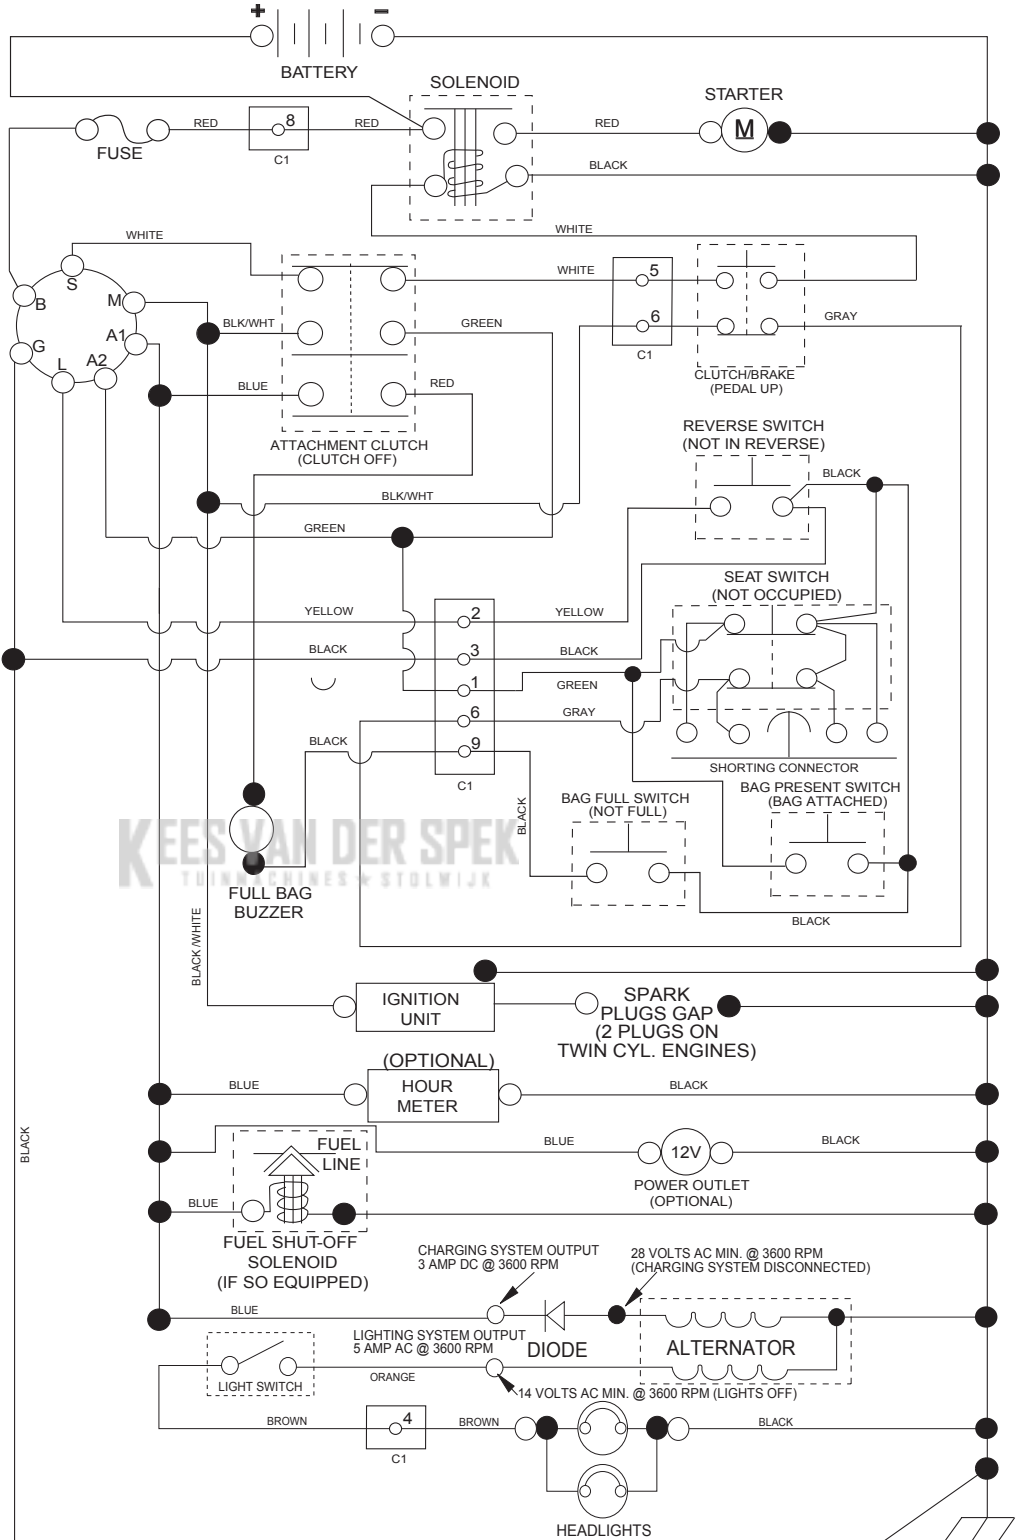 + -
BATTERY
SOLENOID
STARTER
RED 8 RED
RED
M
FUSE
C1
BLACK
WHITE
WHITE
S
B
M
WHITE
5
A1
BLK/WHT
GREEN
6
GRAY
G
L
A2
C1
BLUE
RED
CLUTCH/BRAKE
(PEDAL UP)
ATTACHMENT CLUTCH
(CLUTCH OFF)
REVERSE SWITCH
(NOT IN REVERSE)
BLACK
BLK/WHT
GREEN
SEAT SWITCH
(NOT OCCUPIED)
YELLOW
2
YELLOW
BLACK
3
BLACK
1
GREEN
6
GRAY
BLACK
9
SHORTING CONNECTOR
C1
BLACK
BAG FULL SWITCH
(NOT FULL)
BAG PRESENT SWITCH
(BAG ATTACHED)
KEES VAN DER SPEK
TUINMACHINES ★ STOLWIJK
FULL BAG
BUZZER
BLACK
BLACK /WHITE
IGNITION
UNIT
SPARK
PLUGS GAP
(2 PLUGS ON
TWIN CYL. ENGINES)
(OPTIONAL)
BLUE
HOUR
METER
BLACK
BLACK
FUEL
LINE
BLUE
12V
BLACK
POWER OUTLET
(OPTIONAL)
BLUE
FUEL SHUT-OFF
SOLENOID
(IF SO EQUIPPED)
CHARGING SYSTEM OUTPUT
3 AMP DC @ 3600 RPM
28 VOLTS AC MIN. @ 3600 RPM
(CHARGING SYSTEM DISCONNECTED)
BLUE
DIODE
ALTERNATOR
LIGHTING SYSTEM OUTPUT
5 AMP AC @ 3600 RPM
LIGHT SWITCH
ORANGE
14 VOLTS AC MIN. @ 3600 RPM (LIGHTS OFF)
BROWN
4
BROWN
BLACK
C1
HEADLIGHTS